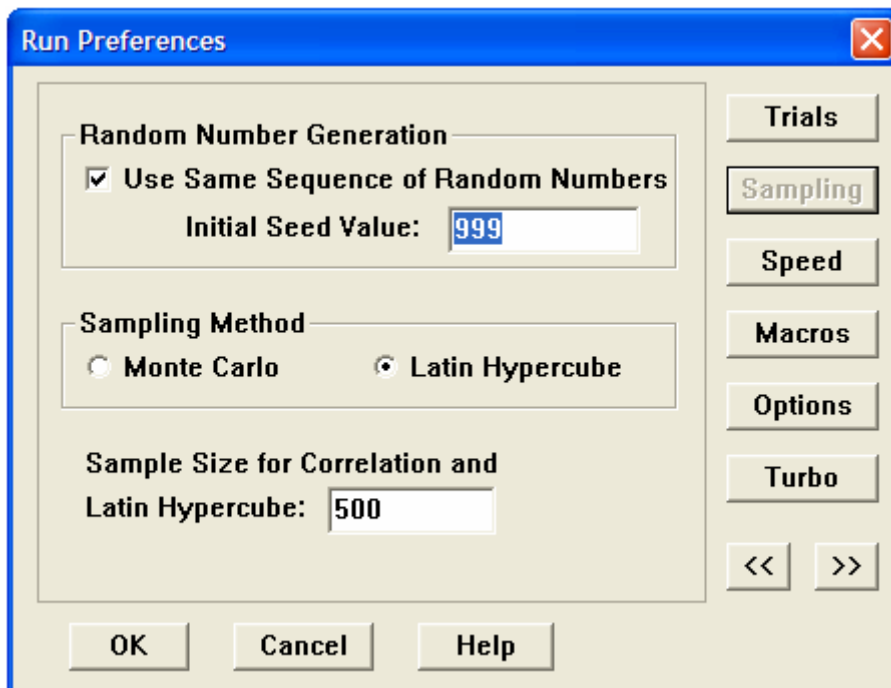 Run Preferences
Random Number Generation
Use Same Sequence of Random Numbers
Initial Seed Value: 999
Sampling Method
Monte Carlo Latin Hypercube
Sample Size for Correlation and
Latin Hypercube: 500
Trials
Sampling
Speed
Macros
Options
Turbo
<< >>
OK Cancel Help